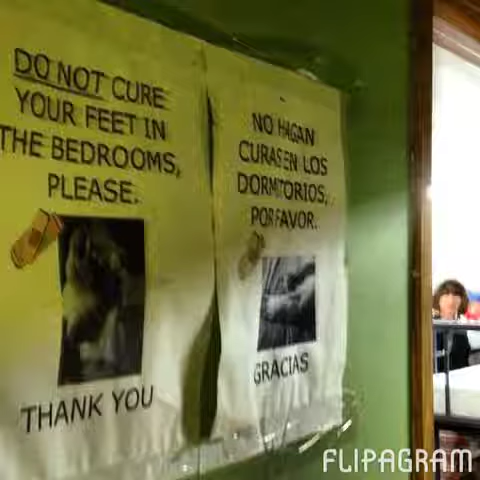 DO NOT CURE
YOUR FEET IN
THE BEDROOMS,
PLEASE.
THANK YOU
NO HAGAN
CURAS EN LOS
DORMITORIOS,
POR FAVOR.
GRACIAS
FLIPAGRAM